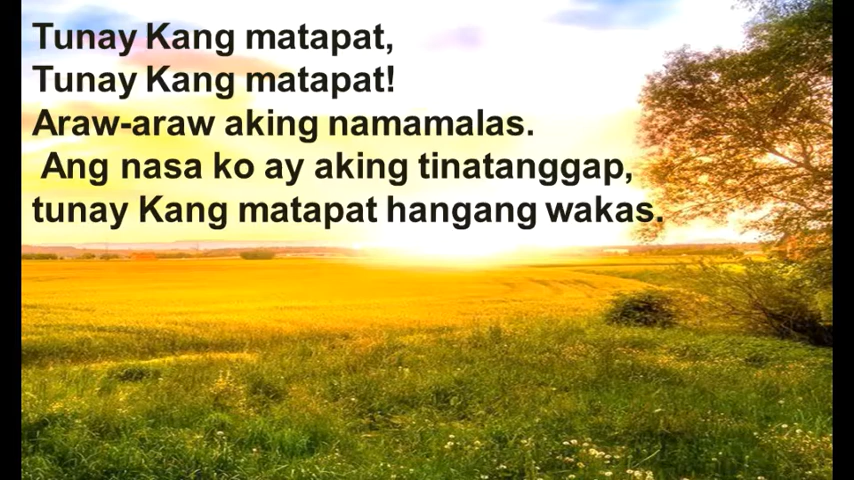 Tunay Kang matapat,
Tunay Kang matapat!
Araw-araw aking namamalas.
Ang nasa ko ay aking tinatanggap,
tunay Kang matapat hangang wakas.